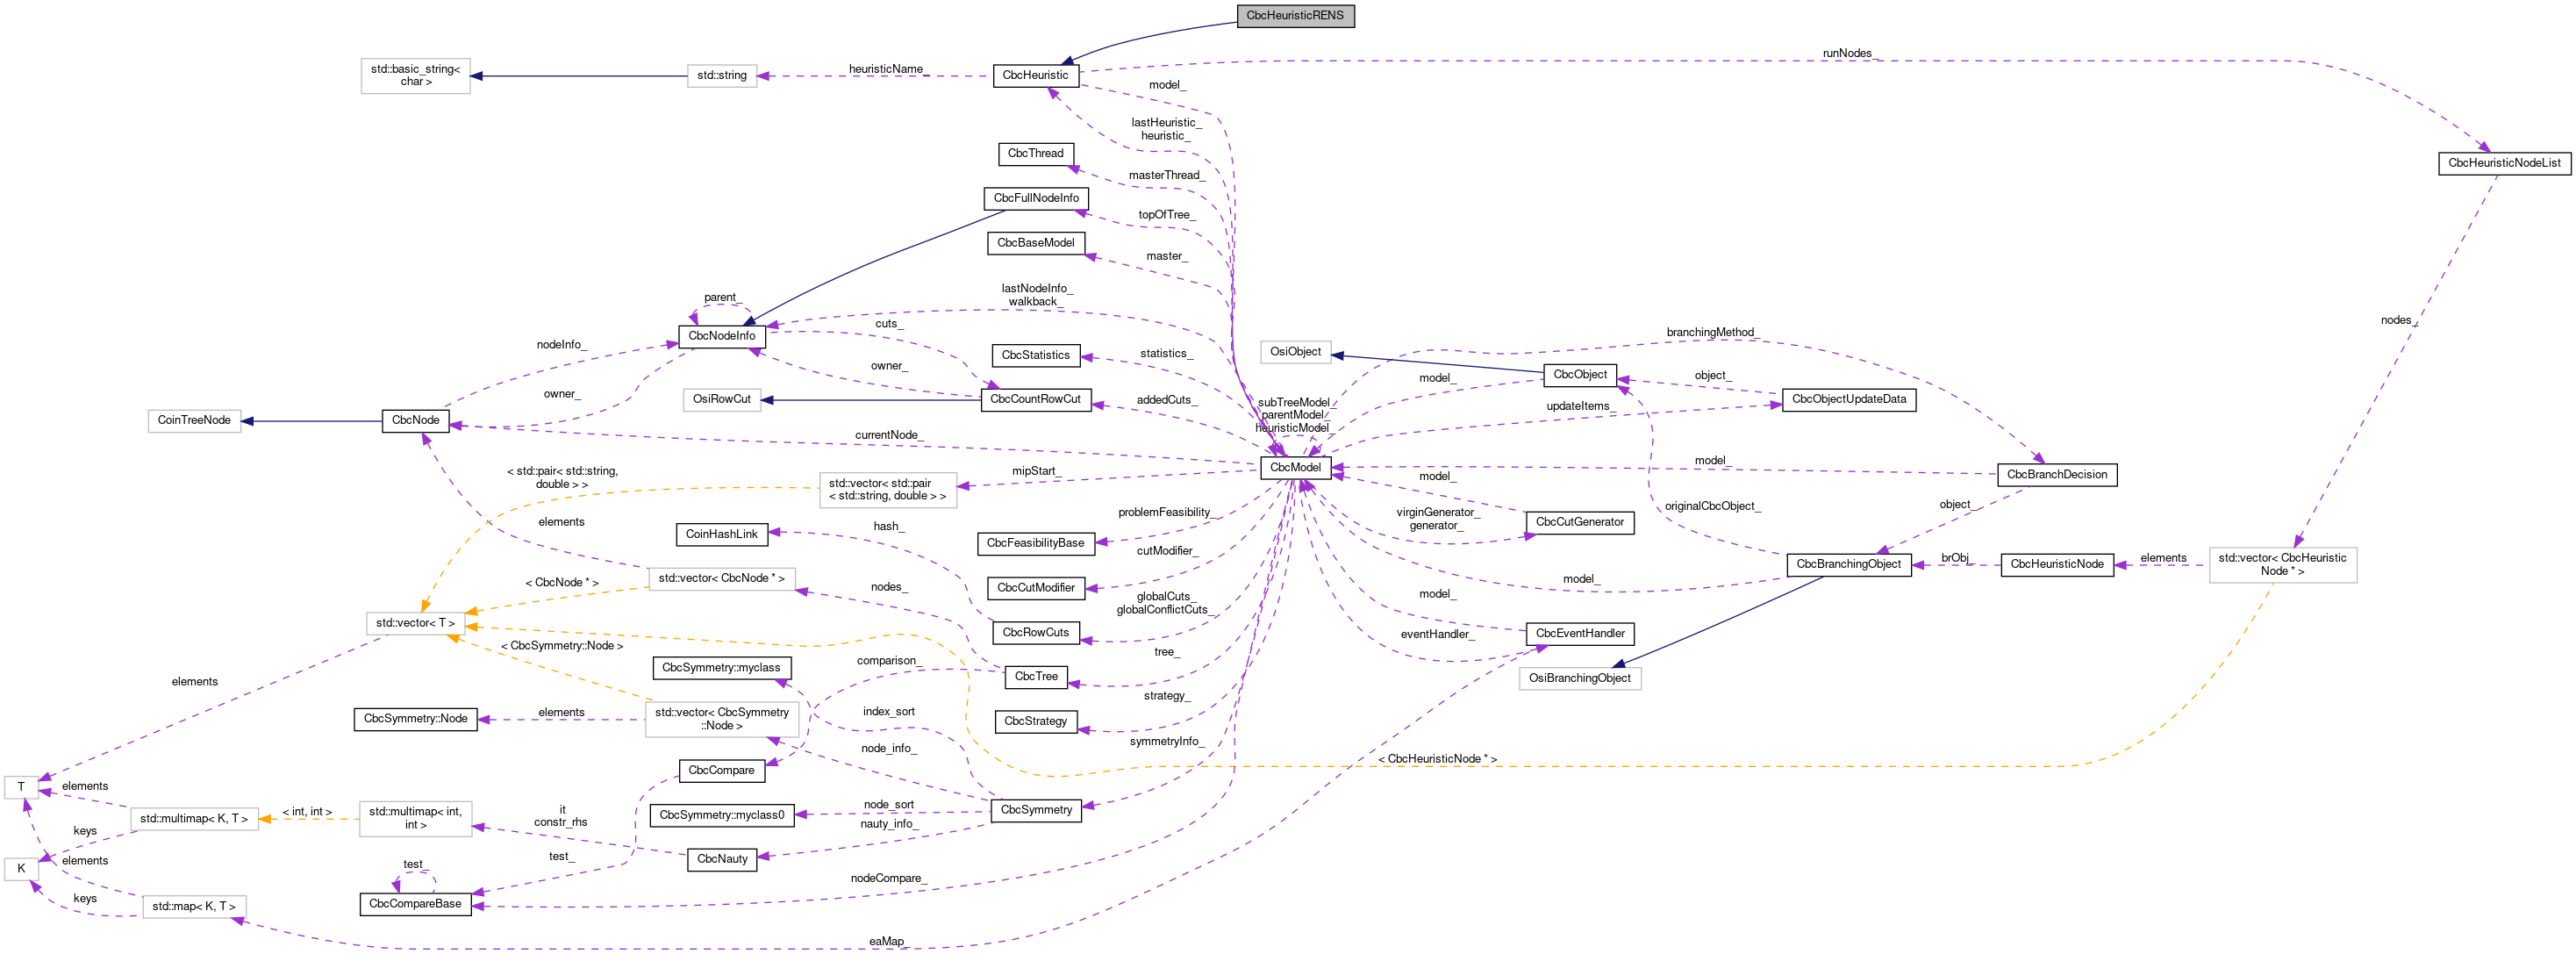 CbcHeuristicRENS
runNodes_
std::basic_string<
char >
std::string
heuristicName_
CbcHeuristic
model_
lastHeuristic_
heuristic_
CbcThread
CbcHeuristicNodeList
masterThread_
CbcFullNodeInfo
topOfTree_
CbcBaseModel
master_
lastNodeInfo_
walkback_
parent_
nodes_
CbcNodeInfo
cuts_
branchingMethod_
nodeInfo_
CbcStatistics
statistics_
OsiObject
owner_
CbcObject
model_
object_
owner_
OsiRowCut
CbcCountRowCut
addedCuts_
subTreeModel_
parentModel_
heuristicModel_
updateItems_
CbcObjectUpdateData
CoinTreeNode
CbcNode
currentNode_
model_
CbcModel
mipStart_
model_
CbcBranchDecision
< std::pair< std::string,
double > >
std::vector< std::pair
< std::string, double > >
elements
problemFeasibility_
virginGenerator_
generator_
CbcCutGenerator
originalCbcObject_
object_
CoinHashLink
hash_
CbcFeasibilityBase
cutModifier_
std::vector< CbcHeuristic
Node * >
elements
CbcHeuristicNode
brObj_
CbcBranchingObject
< CbcNode * >
std::vector< CbcNode * >
nodes_
CbcCutModifier
model_
model_
globalCuts_
globalConflictCuts_
std::vector< T >
CbcRowCuts
eventHandler_
CbcEventHandler
< CbcSymmetry::Node >
CbcSymmetry::myclass
comparison_
tree_
CbcTree
OsiBranchingObject
elements
strategy_
CbcSymmetry::Node
elements
std::vector< CbcSymmetry
::Node >
index_sort
CbcStrategy
node_info_
symmetryInfo_
< CbcHeuristicNode * >
CbcCompare
T
elements
std::multimap< K, T >
< int, int >
std::multimap< int,
int >
it
constr_rhs
CbcSymmetry::myclass0
node_sort
CbcSymmetry
nauty_info_
keys
K
elements
test_
CbcNauty
test_
nodeCompare_
keys
std::map< K, T >
CbcCompareBase
eaMap_